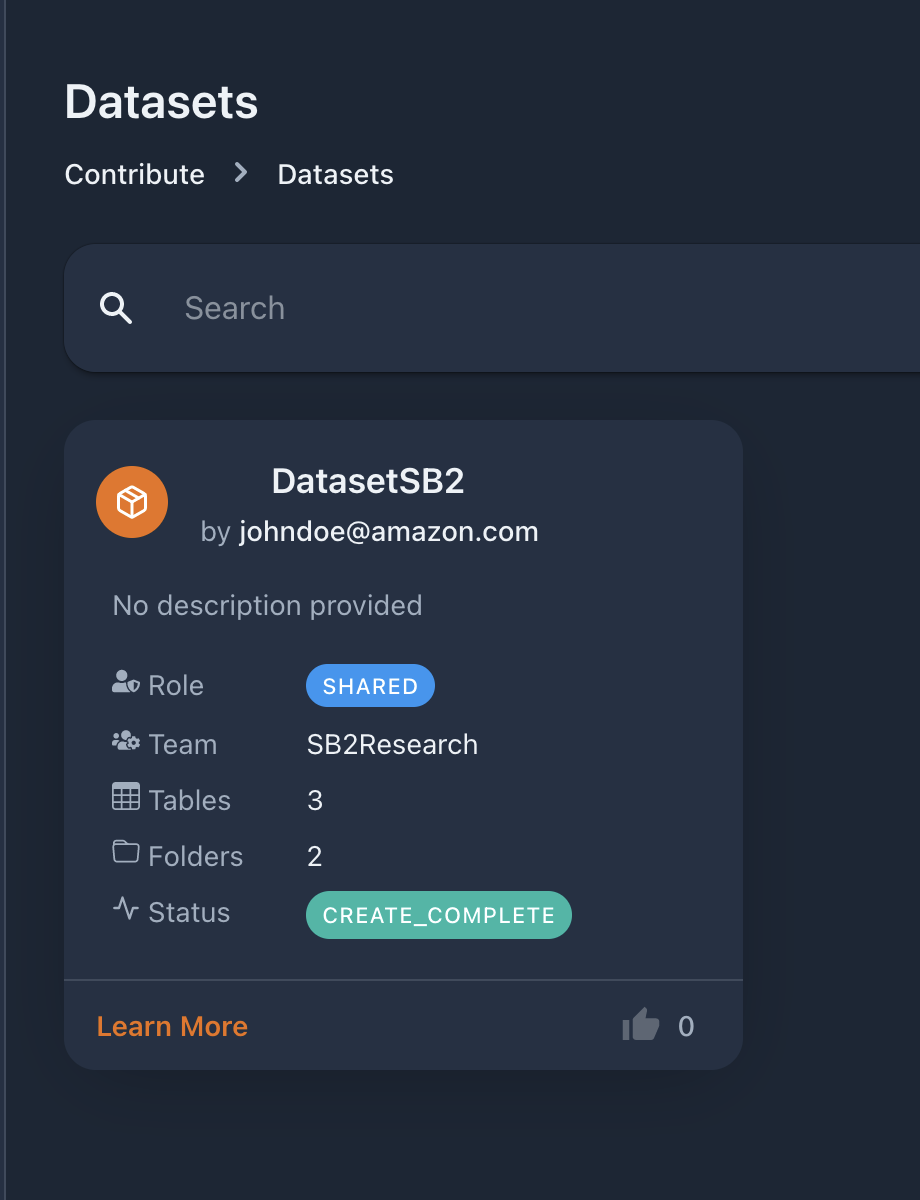 Datasets
Contribute > Datasets
Search
DatasetSB2
by johndoe@amazon.com
No description provided
Role SHARED
Team SB2Research
Tables 3
Folders 2
Status CREATE_COMPLETE
Learn More 0